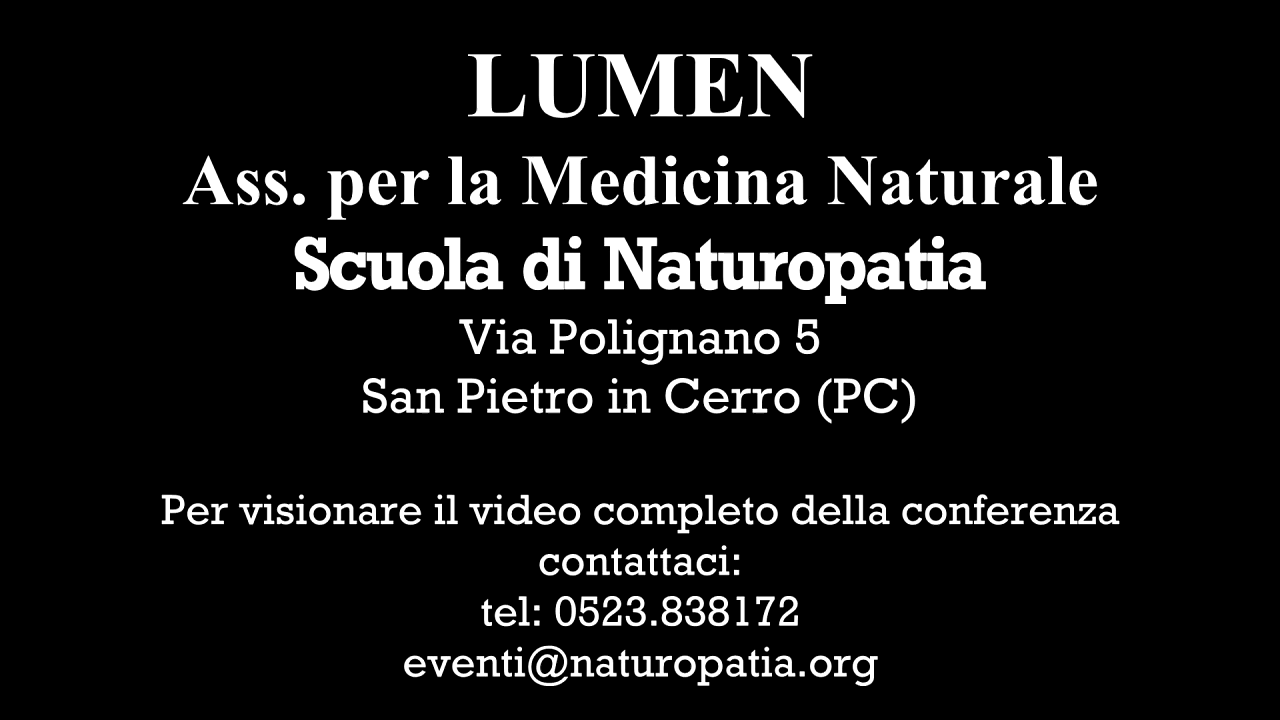 LUMEN
Ass. per la Medicina Naturale
Scuola di Naturopatia
Via Polignano 5
San Pietro in Cerro (PC)
Per visionare il video completo della conferenza
contattaci:
tel: 0523.838172
eventi@naturopatia.org